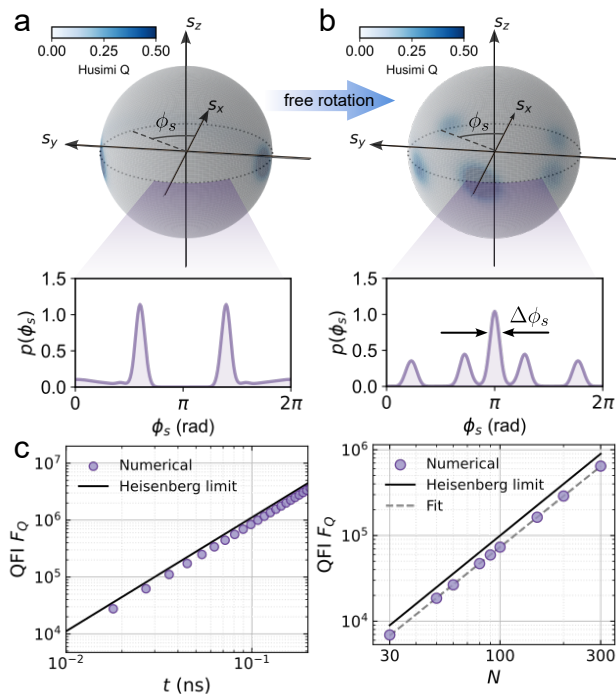 a
b
0.00 0.25 0.50
Husimi Q
s_z
s_x
ϕ_s
s_y
free rotation
0.00 0.25 0.50
Husimi Q
s_z
s_x
ϕ_s
s_y
1.5
1.0
0.5
0.0
p(ϕ_s)
0 π 2π
ϕ_s (rad)
1.5
1.0
0.5
0.0
p(ϕ_s)
Δϕ_s
0 π 2π
ϕ_s (rad)
c
10^7
10^6
10^5
10^4
QFI F_Q
Numerical
Heisenberg limit
10^−2 10^−1
t (ns)
10^6
10^5
10^4
QFI F_Q
Numerical
Heisenberg limit
Fit
30 100 300
N